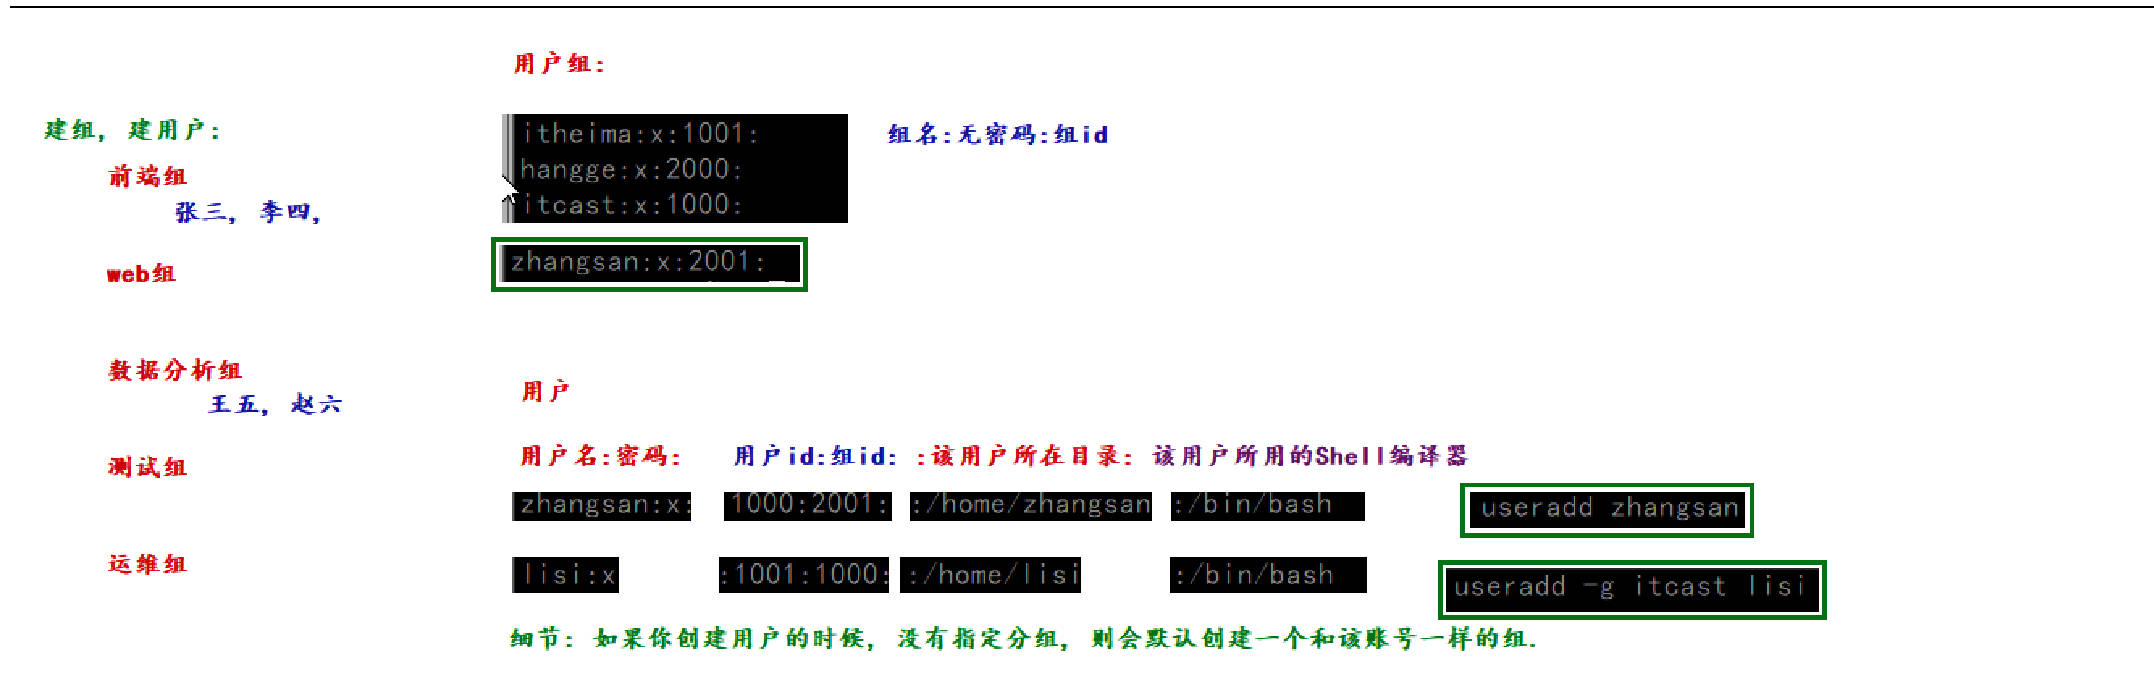 建组, 建用户:
前端组
张三, 李四,
web组
数据分析组
王五, 赵六
测试组
运维组
用户组:
itheima:x:1001:
hangge:x:2000:
itcast:x:1000:
组名:无密码:组id
zhangsan:x:2001:
用户
用户名:密码: 用户id:组id: :该用户所在目录: 该用户所用的Shell编译器
zhangsan:x: 1000:2001: :/home/zhangsan :/bin/bash useradd zhangsan
lisi:x :1001:1000: :/home/lisi :/bin/bash useradd -g itcast lisi
细节: 如果你创建用户的时候, 没有指定分组, 则会默认创建一个和该账号一样的组.